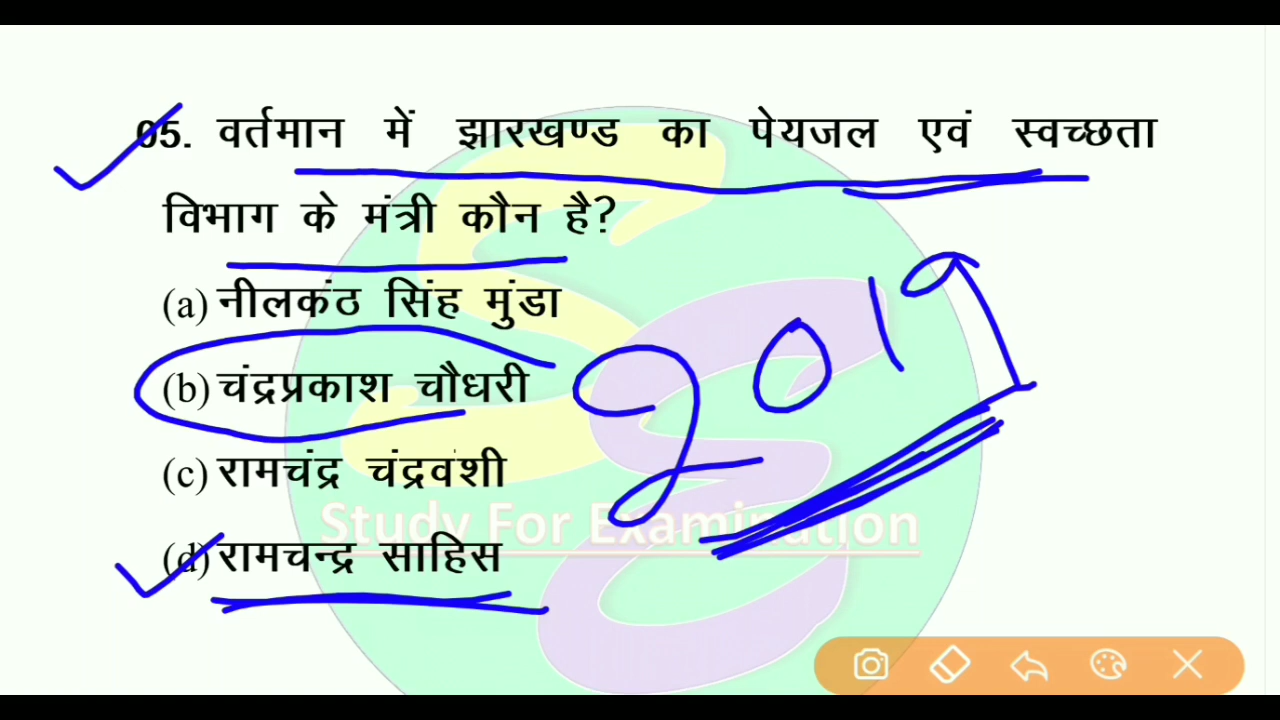 05. वर्तमान में झारखण्ड का पेयजल एवं स्वच्छता
विभाग के मंत्री कौन है?
(a) नीलकंठ सिंह मुंडा
(b) चंद्रप्रकाश चौधरी
(c) रामचंद्र चंद्रवंशी
(d) रामचन्द्र साहिस
2019
Study For Examination